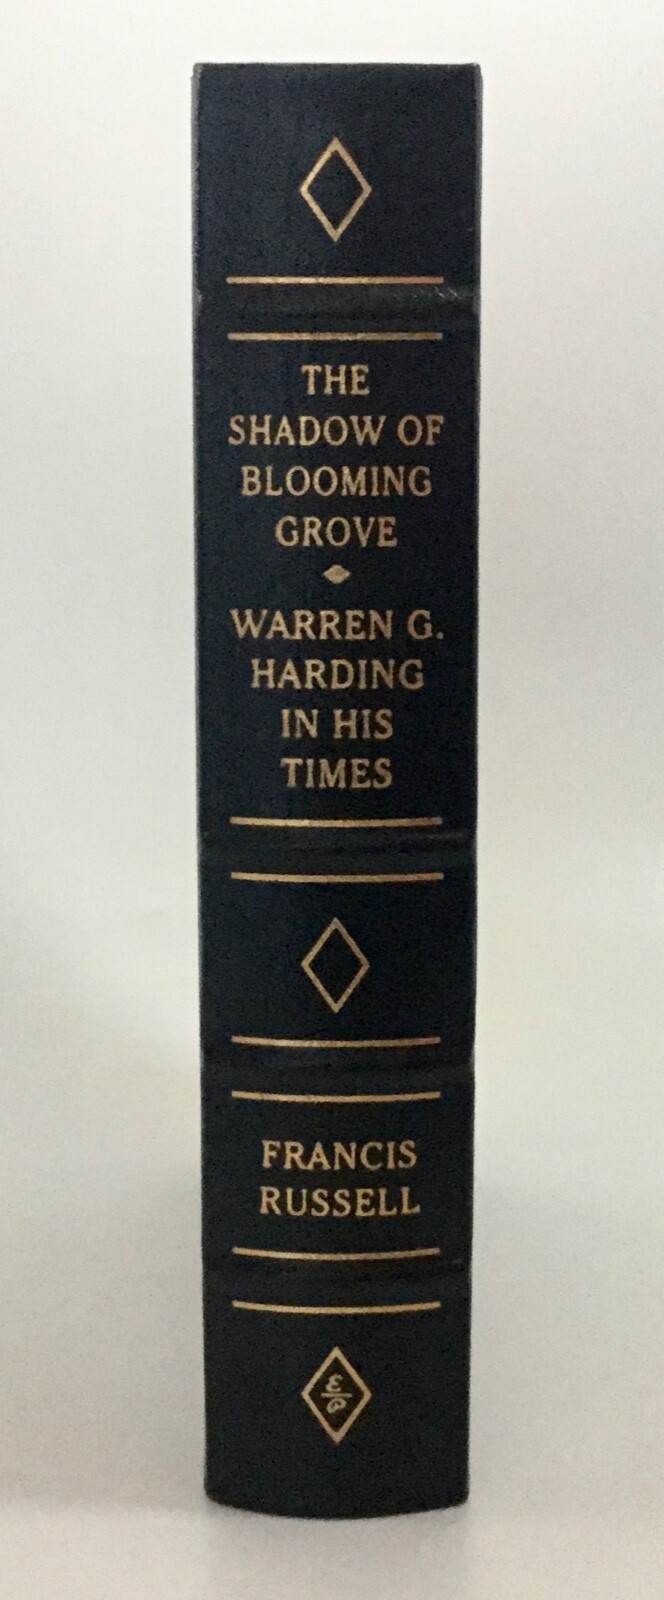 THE
SHADOW OF
BLOOMING
GROVE
WARREN G.
HARDING
IN HIS
TIMES
FRANCIS
RUSSELL